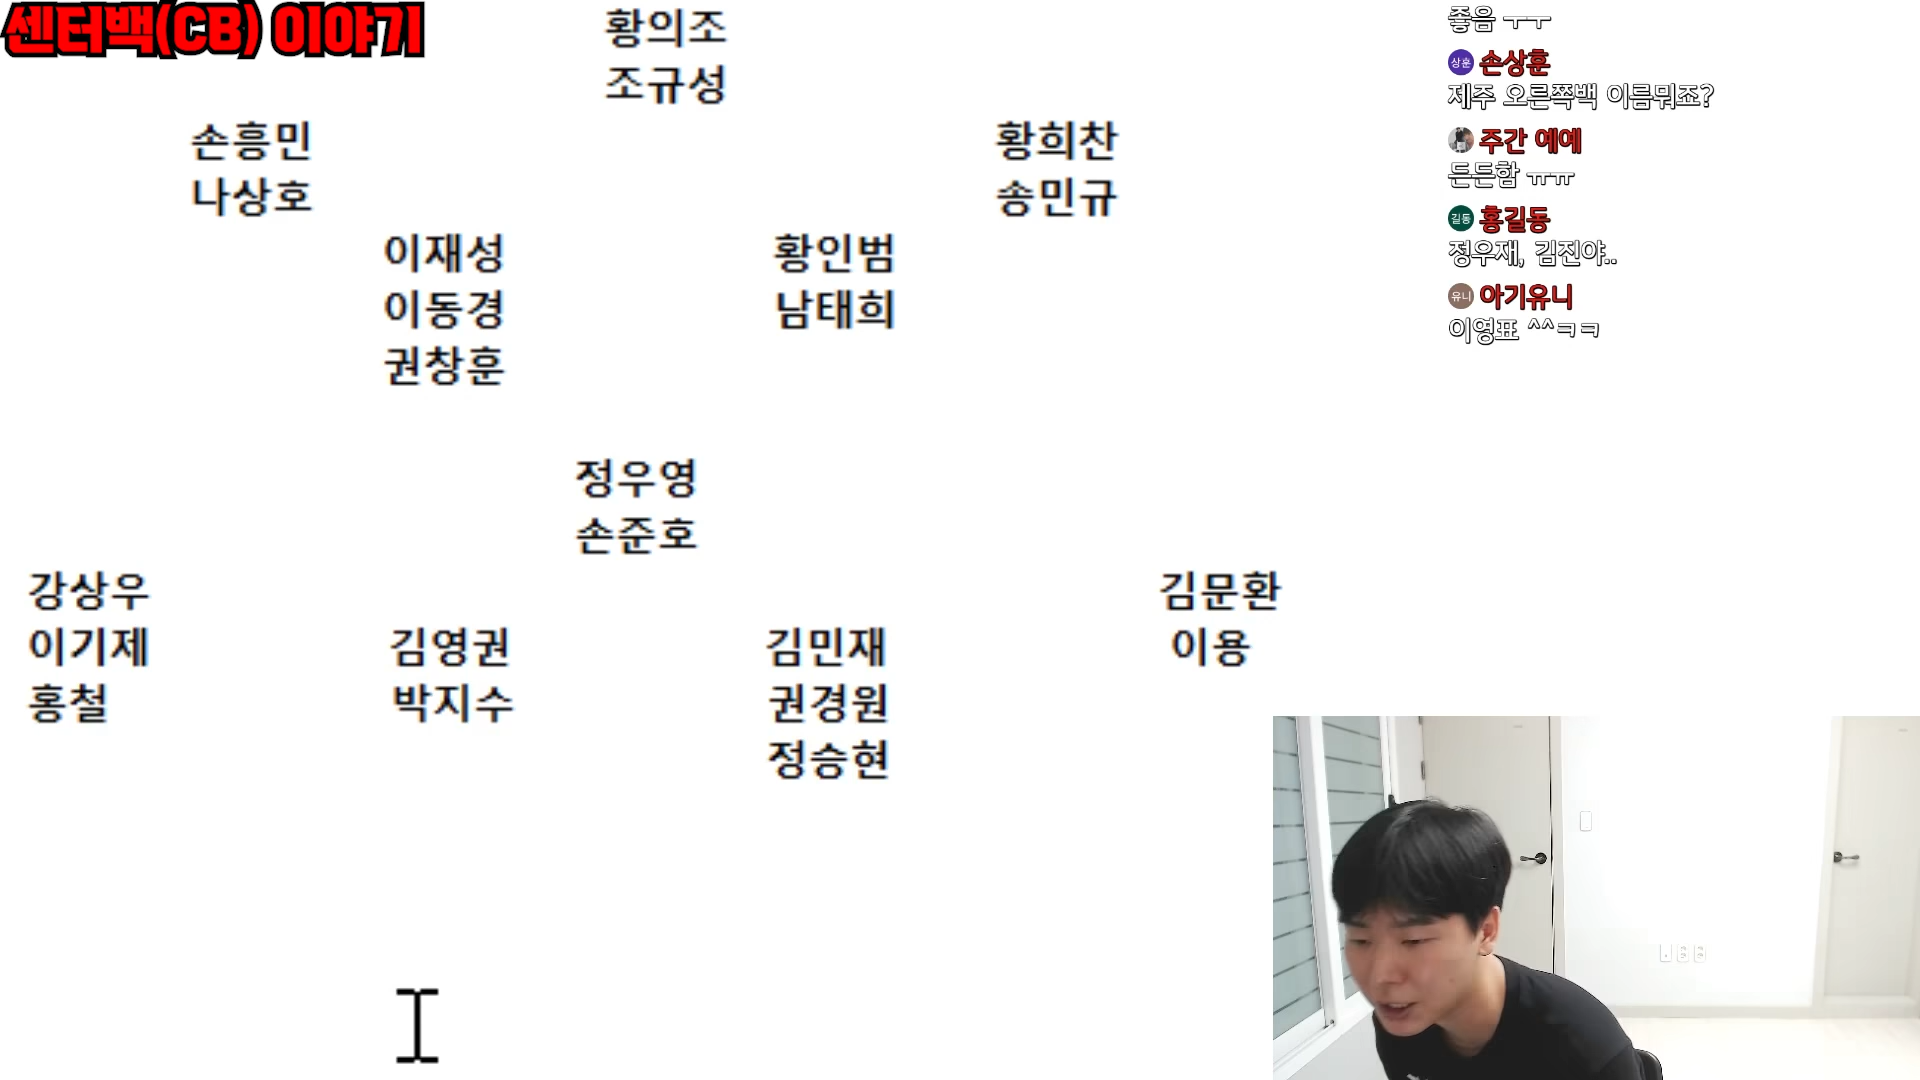 센터백(CB) 이야기
황의조
조규성
손흥민
황희찬
나상호
송민규
이재성
황인범
이동경
남태희
권창훈
정우영
손준호
강상우
김문환
이기제
김영권
김민재
이용
홍철
박지수
권경원
정승현
좋음 ㅜㅜ
상훈 손상훈
제주 오른쪽백 이름뭐죠?
주간 예예
든든함 ㅠㅠ
길동 홍길동
정우재, 김진야..
유니 아기유니
이영표 ^^ㅋㅋ